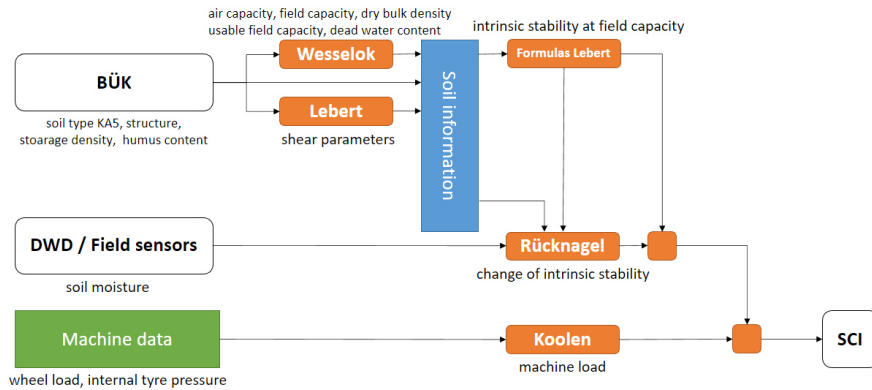 air capacity, field capacity, dry bulk density
usable field capacity, dead water content
intrinsic stability at field capacity
Wesselok
Formulas Lebert
BÜK
Soil information
Lebert
soil type KA5, structure,
stoarage density, humus content
shear parameters
DWD / Field sensors
Rücknagel
soil moisture
change of intrinsic stability
Machine data
Koolen
SCI
machine load
wheel load, internal tyre pressure